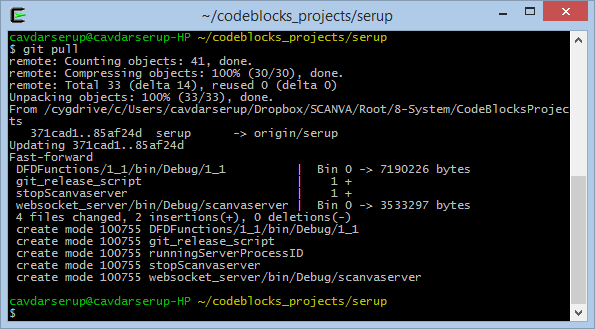 ~/codeblocks_projects/serup
cavdarserup@cavdarserup-HP ~/codeblocks_projects/serup
$ git pull
remote: Counting objects: 41, done.
remote: Compressing objects: 100% (30/30), done.
remote: Total 33 (delta 14), reused 0 (delta 0)
Unpacking objects: 100% (33/33), done.
From /cygdrive/c/Users/cavdarserup/Dropbox/SCANVA/Root/8-System/CodeBlocksProjec
ts
   371cad1..85af24d  serup      -> origin/serup
Updating 371cad1..85af24d
Fast-forward
 DFDFunctions/1_1/bin/Debug/1_1          |  Bin 0 -> 7190226 bytes
 git_release_script                      |    1 +
 stopScanvaserver                        |    1 +
 websocket_server/bin/Debug/scanvaserver |  Bin 0 -> 3533297 bytes
 4 files changed, 2 insertions(+), 0 deletions(-)
 create mode 100755 DFDFunctions/1_1/bin/Debug/1_1
 create mode 100755 git_release_script
 create mode 100755 runningServerProcessID
 create mode 100755 stopScanvaserver
 create mode 100755 websocket_server/bin/Debug/scanvaserver
cavdarserup@cavdarserup-HP ~/codeblocks_projects/serup
$